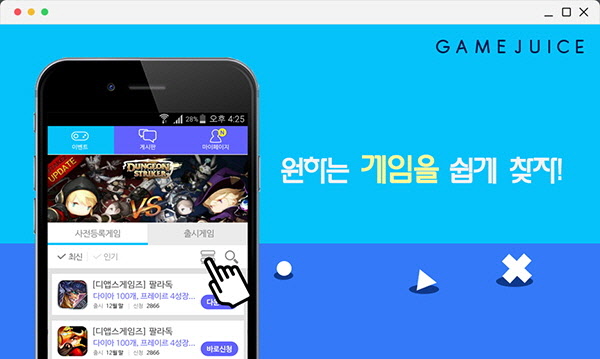 GAMEJUICE
28% 오후 4:25
이벤트 게시판 마이페이지
N
UPDATE
DUNGEON STRIKER
VS
원하는 게임을 쉽게 찾자!
사전등록게임 출시게임
최신 인기
[디앱스게임즈] 팔라독
다이아 100개, 프레이르 4성장...
출시 12월 말 신청 2866
[디앱스게임즈] 팔라독
다이아 100개, 프레이르 4성장...
바로신청
출시 12월 말 신청 2866